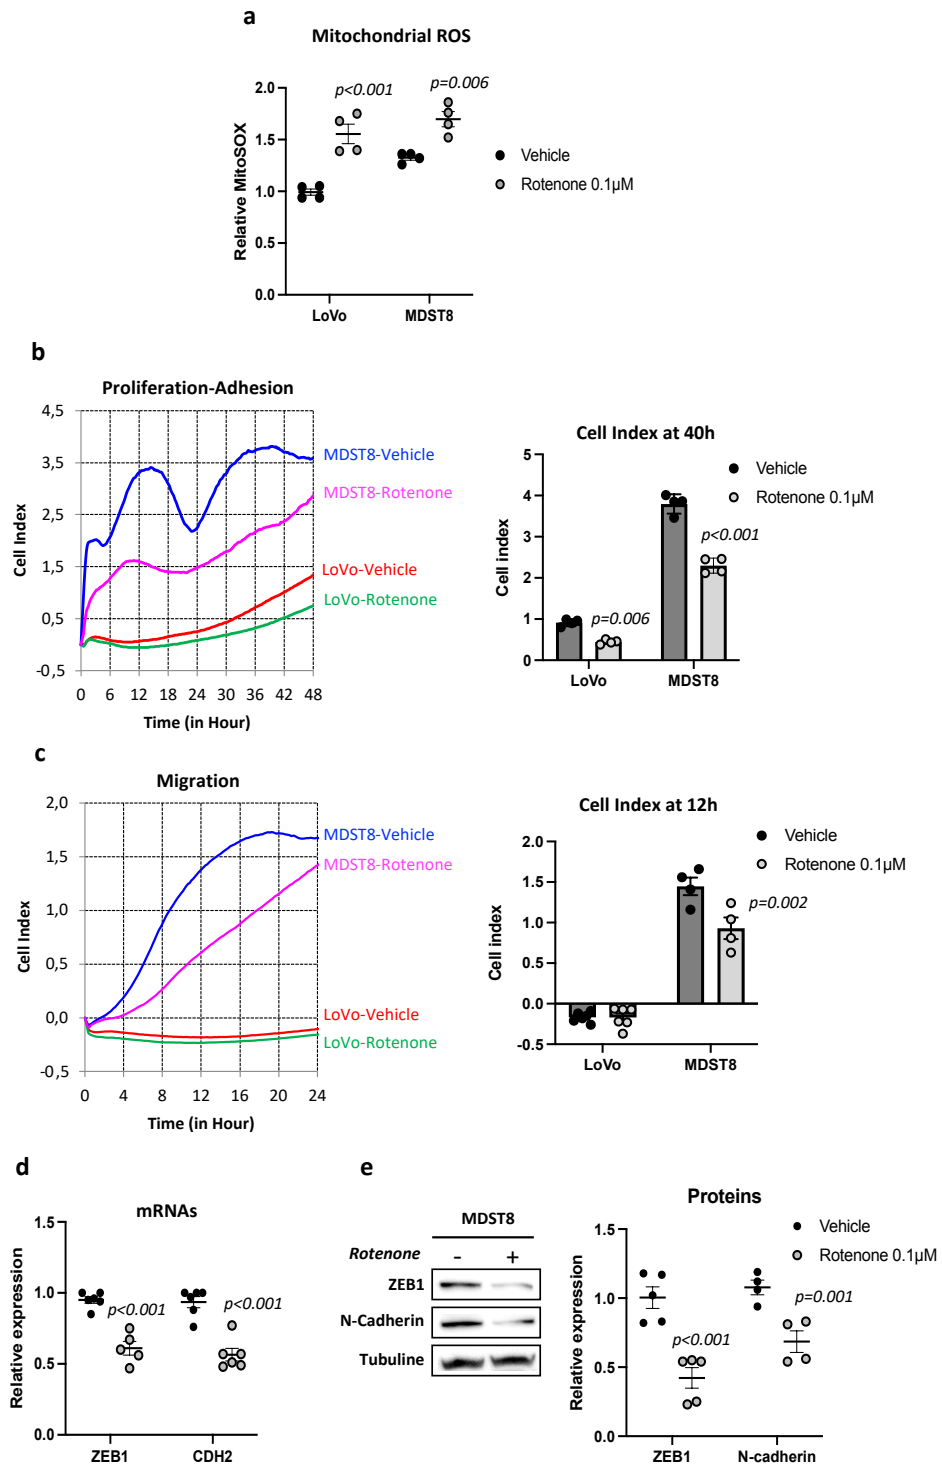 a
Mitochondrial ROS
Relative MitoSOX
2.0
1.5
1.0
0.5
0.0
p<0.001
p=0.006
LoVo
MDST8
Vehicle
Rotenone 0.1µM
b
Proliferation-Adhesion
Cell Index
4,5
3,5
2,5
1,5
0,5
-0,5
0 6 12 18 24 30 36 42 48
Time (in Hour)
MDST8-Vehicle
MDST8-Rotenone
LoVo-Vehicle
LoVo-Rotenone
Cell Index at 40h
Cell index
5
4
3
2
1
0
p=0.006
p<0.001
LoVo
MDST8
Vehicle
Rotenone 0.1µM
c
Migration
Cell Index
2,0
1,5
1,0
0,5
0,0
-0,5
0 4 8 12 16 20 24
Time (in Hour)
MDST8-Vehicle
MDST8-Rotenone
LoVo-Vehicle
LoVo-Rotenone
Cell Index at 12h
Cell index
2.0
1.5
1.0
0.5
0.0
-0.5
p=0.002
LoVo
MDST8
Vehicle
Rotenone 0.1µM
d
mRNAs
Relative expression
1.5
1.0
0.5
0.0
p<0.001
p<0.001
ZEB1
CDH2
e
MDST8
Rotenone - +
ZEB1
N-Cadherin
Tubuline
Proteins
Relative expression
1.5
1.0
0.5
0.0
p<0.001
p=0.001
ZEB1
N-cadherin
Vehicle
Rotenone 0.1µM